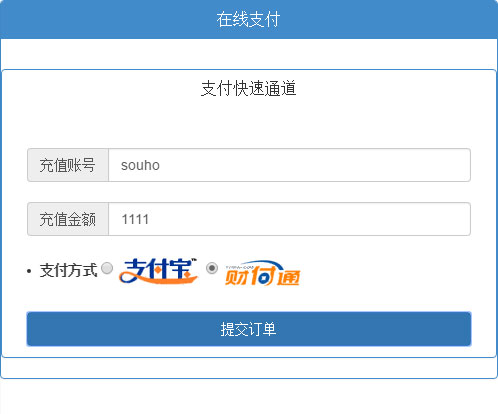 在线支付
支付快速通道
充值账号 souho
充值金额 1111
支付方式 支付宝 财付通
提交订单